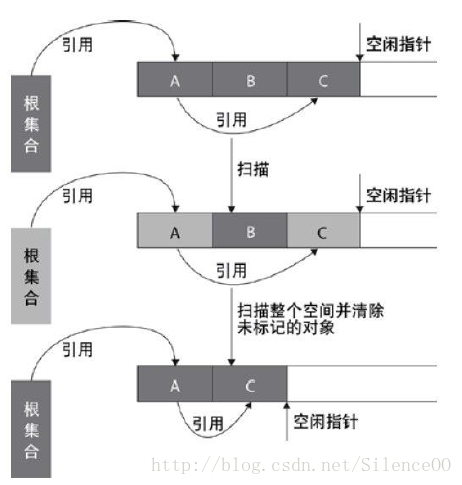 引用
空闲指针
A
B
C
根集合
引用
扫描
引用
空闲指针
A
B
C
根集合
引用
扫描整个空间并清除
未标记的对象
引用
A
C
根集合
引用
空闲指针
http://blog.csdn.net/Silence00